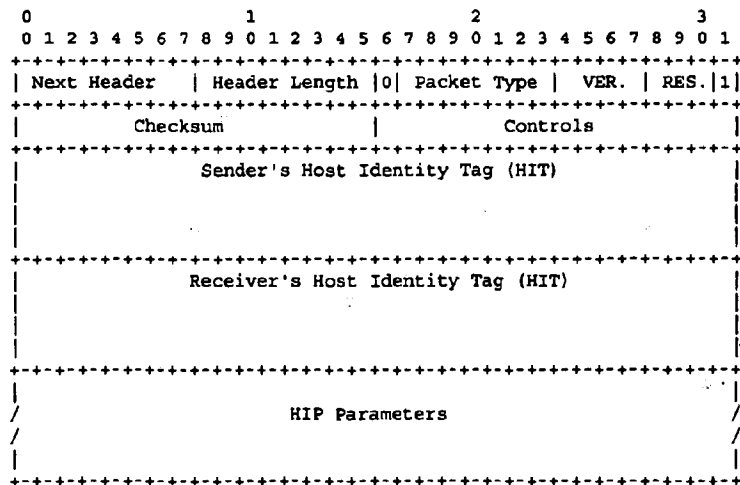 0                   1                   2                   3
0 1 2 3 4 5 6 7 8 9 0 1 2 3 4 5 6 7 8 9 0 1 2 3 4 5 6 7 8 9 0 1
+-+-+-+-+-+-+-+-+-+-+-+-+-+-+-+-+-+-+-+-+-+-+-+-+-+-+-+-+-+-+-+-+
| Next Header | Header Length |0| Packet Type | VER. | RES.|1|
+-+-+-+-+-+-+-+-+-+-+-+-+-+-+-+-+-+-+-+-+-+-+-+-+-+-+-+-+-+-+-+-+
| Checksum | Controls |
+-+-+-+-+-+-+-+-+-+-+-+-+-+-+-+-+-+-+-+-+-+-+-+-+-+-+-+-+-+-+-+-+
| Sender's Host Identity Tag (HIT) |
| |
| |
| |
+-+-+-+-+-+-+-+-+-+-+-+-+-+-+-+-+-+-+-+-+-+-+-+-+-+-+-+-+-+-+-+-+
| Receiver's Host Identity Tag (HIT) |
| |
| |
| |
+-+-+-+-+-+-+-+-+-+-+-+-+-+-+-+-+-+-+-+-+-+-+-+-+-+-+-+-+-+-+-+-+
| |
/ HIP Parameters /
/ /
| |
+-+-+-+-+-+-+-+-+-+-+-+-+-+-+-+-+-+-+-+-+-+-+-+-+-+-+-+-+-+-+-+-+